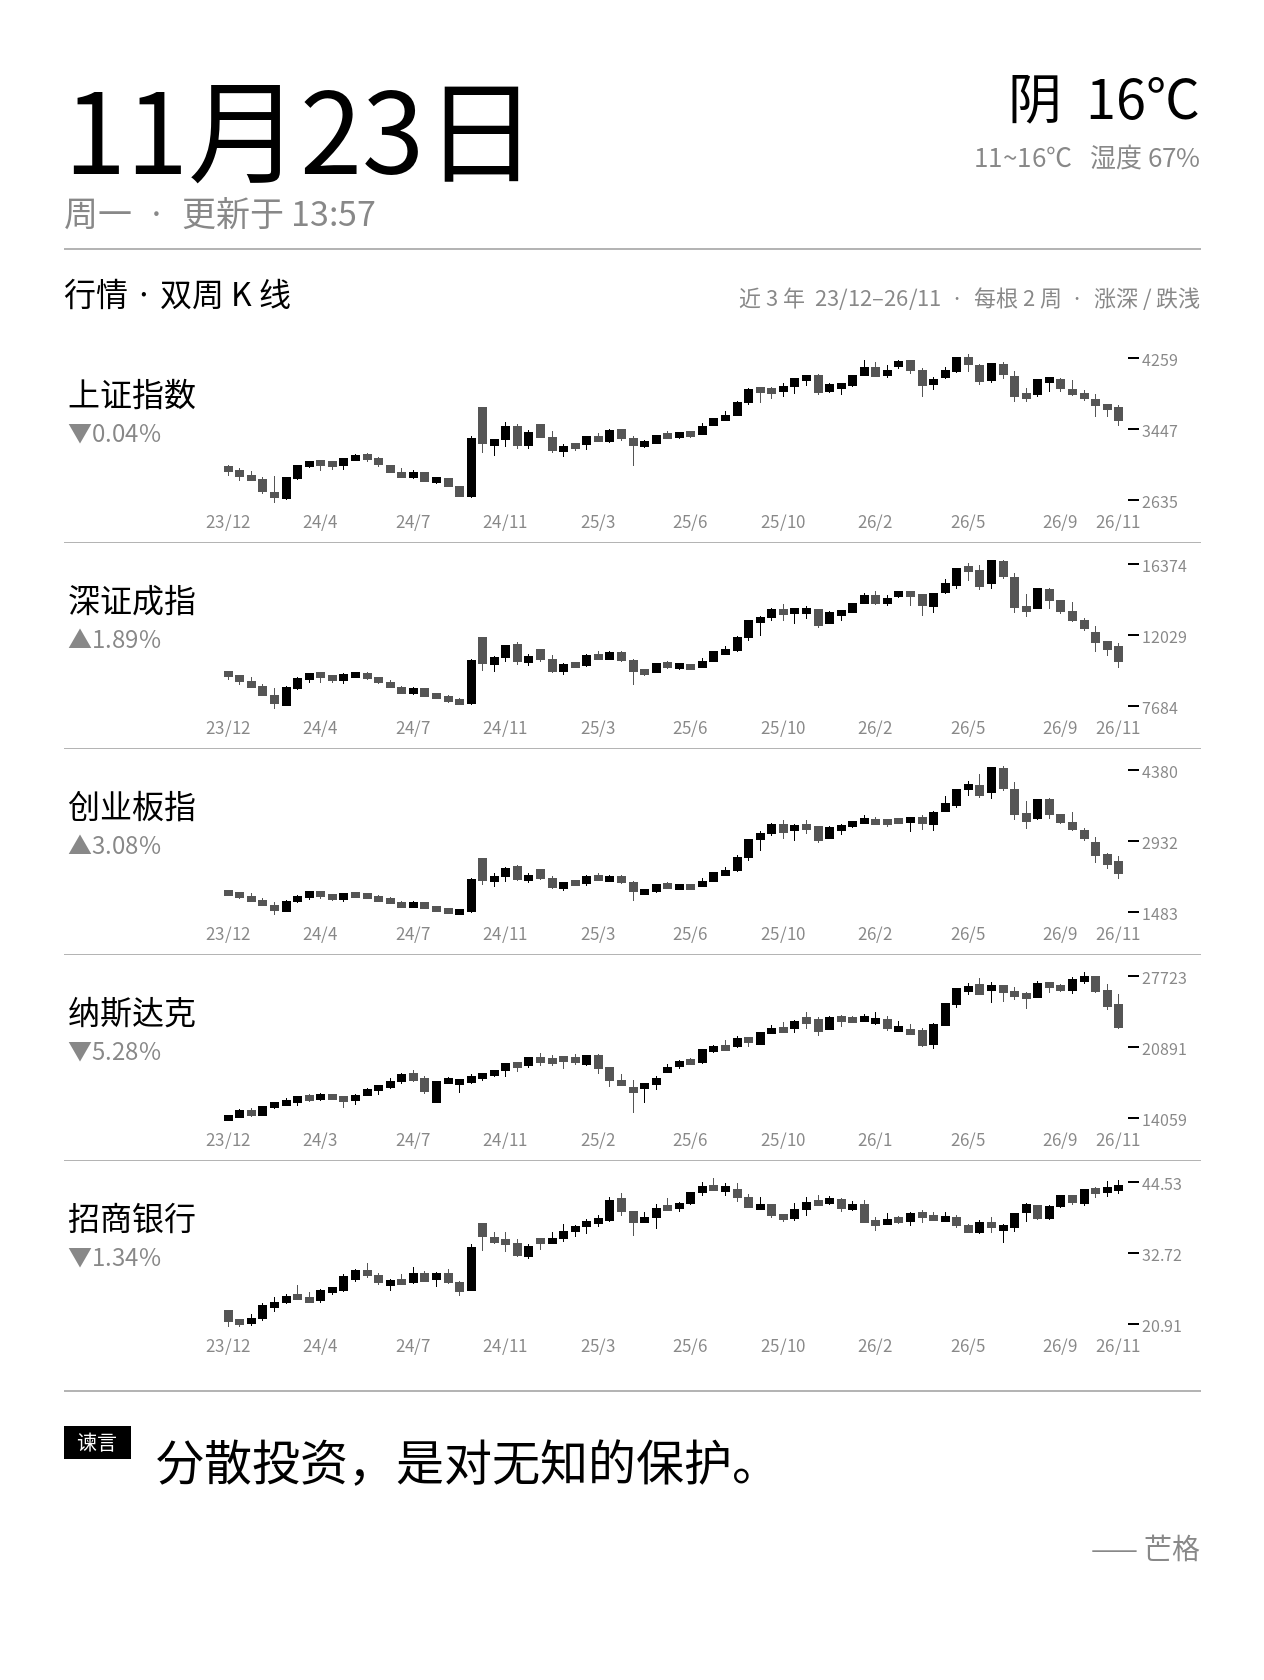 11月23日
阴 16℃
11~16℃ 湿度 67%
周一 · 更新于 13:57
行情 · 双周 K 线
近 3 年 23/12–26/11 · 每根 2 周 · 涨深 / 跌浅
上证指数
▼0.04%
4259
3447
2635
23/12 24/4 24/7 24/11 25/3 25/6 25/10 26/2 26/5 26/9 26/11
深证成指
▲1.89%
16374
12029
7684
23/12 24/4 24/7 24/11 25/3 25/6 25/10 26/2 26/5 26/9 26/11
创业板指
▲3.08%
4380
2932
1483
23/12 24/4 24/7 24/11 25/3 25/6 25/10 26/2 26/5 26/9 26/11
纳斯达克
▼5.28%
27723
20891
14059
23/12 24/3 24/7 24/11 25/2 25/6 25/10 26/1 26/5 26/9 26/11
招商银行
▼1.34%
44.53
32.72
20.91
23/12 24/4 24/7 24/11 25/3 25/6 25/10 26/2 26/5 26/9 26/11
谏言
分散投资，是对无知的保护。
—— 芒格